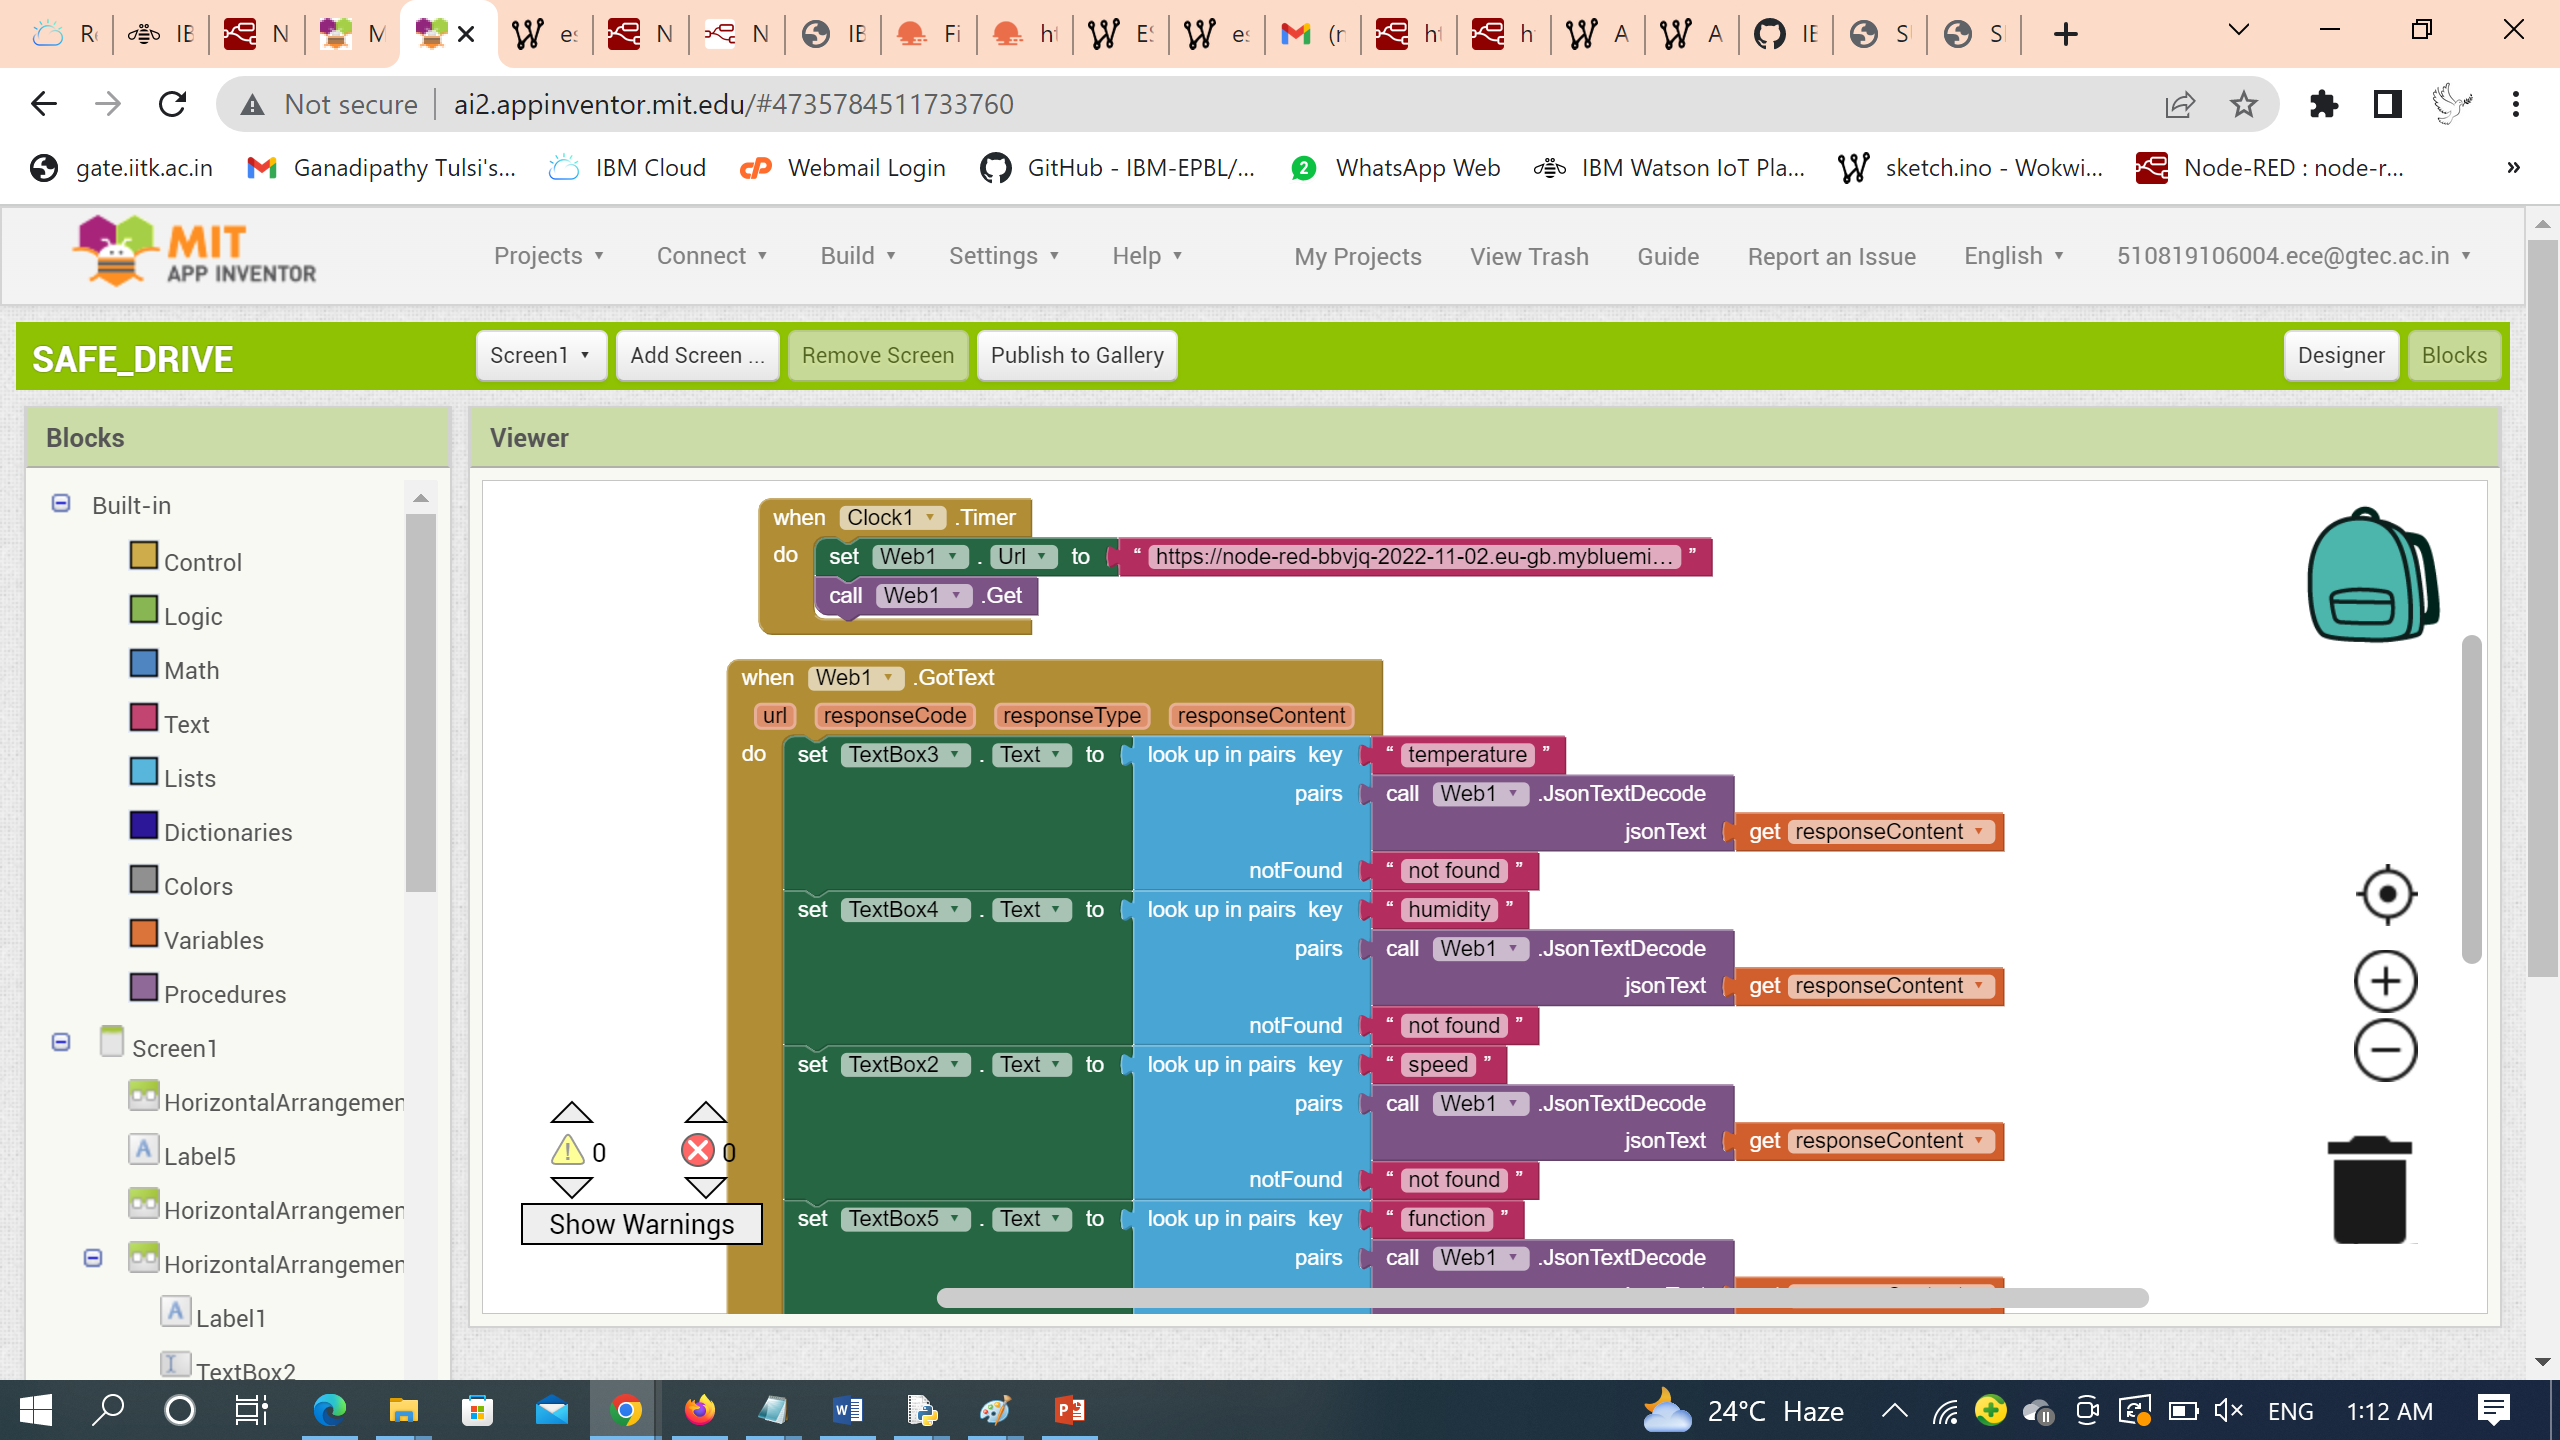 Not secure ai2.appinventor.mit.edu/#4735784511733760
gate.iitk.ac.in Ganadipathy Tulsi's... IBM Cloud Webmail Login GitHub - IBM-EPBL/... WhatsApp Web IBM Watson IoT Pla... sketch.ino - Wokwi... Node-RED : node-r... »
MIT APP INVENTOR
Projects Connect Build Settings Help My Projects View Trash Guide Report an Issue English 510819106004.ece@gtec.ac.in
SAFE_DRIVE Screen1 Add Screen ... Remove Screen Publish to Gallery Designer Blocks
Blocks
Viewer
Built-in
Control
Logic
Math
Text
Lists
Dictionaries
Colors
Variables
Procedures
Screen1
HorizontalArrangemen
Label5
HorizontalArrangemen
HorizontalArrangemen
Label1
TextBox2
when Clock1 .Timer
do set Web1 . Url to “ https://node-red-bbvjq-2022-11-02.eu-gb.mybluemi... ”
call Web1 .Get
when Web1 .GotText
url responseCode responseType responseContent
do set TextBox3 . Text to look up in pairs key “ temperature ”
pairs call Web1 .JsonTextDecode
jsonText get responseContent
notFound “ not found ”
set TextBox4 . Text to look up in pairs key “ humidity ”
pairs call Web1 .JsonTextDecode
jsonText get responseContent
notFound “ not found ”
set TextBox2 . Text to look up in pairs key “ speed ”
pairs call Web1 .JsonTextDecode
jsonText get responseContent
notFound “ not found ”
set TextBox5 . Text to look up in pairs key “ function ”
pairs call Web1 .JsonTextDecode
0 0
Show Warnings
24°C Haze ENG 1:12 AM